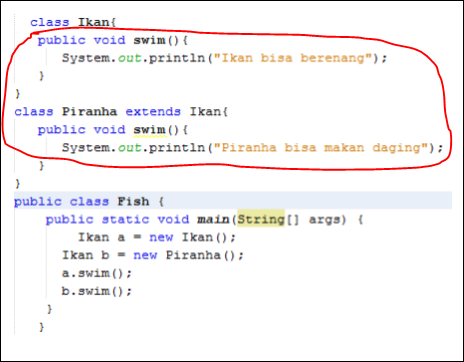 class Ikan{
public void swim(){
System.out.println("Ikan bisa berenang");
}
}
class Piranha extends Ikan{
public void swim(){
System.out.println("Piranha bisa makan daging");
}
}
public class Fish {
public static void main(String[] args) {
Ikan a = new Ikan();
Ikan b = new Piranha();
a.swim();
b.swim();
}
}